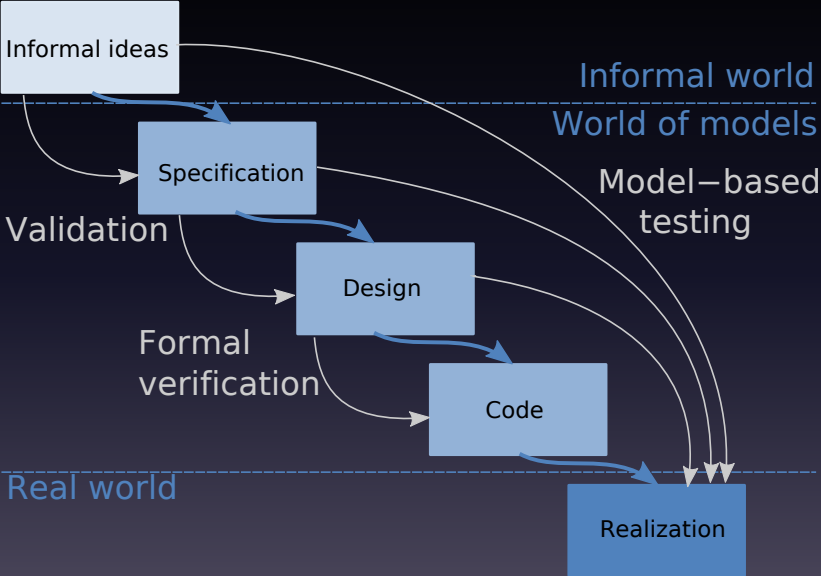 Informal ideas
Informal world
World of models
Specification
Model−based
testing
Validation
Design
Formal
verification
Code
Real world
Realization